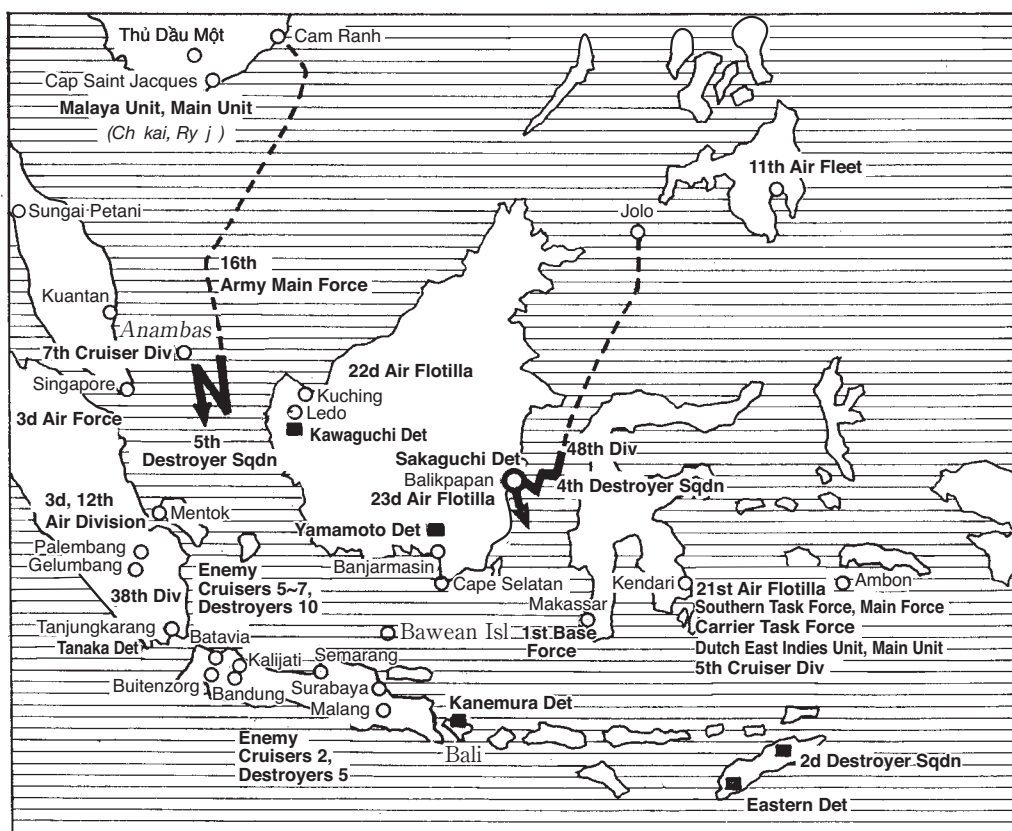 Thủ Dầu Một
Cam Ranh
Cap Saint Jacques
Malaya Unit, Main Unit
(Ch kai, Ry j )
11th Air Fleet
Sungai Petani
Jolo
16th
Army Main Force
Kuantan
Anambas
7th Cruiser Div
22d Air Flotilla
Singapore
Kuching
Ledo
3d Air Force
Kawaguchi Det
5th
Destroyer Sqdn
48th Div
Sakaguchi Det
Balikpapan
4th Destroyer Sqdn
23d Air Flotilla
3d, 12th
Air Division
Mentok
Yamamoto Det
Palembang
Gelumbang
Banjarmasin
Enemy
Cruisers 5~7,
Destroyers 10
38th Div
Cape Selatan
Kendari
21st Air Flotilla
Ambon
Southern Task Force, Main Force
Carrier Task Force
Dutch East Indies Unit, Main Unit
5th Cruiser Div
Makassar
Tanjungkarang
Tanaka Det
Batavia
Bawean Isl
1st Base
Force
Kalijati
Semarang
Buitenzorg
Bandung
Surabaya
Malang
Kanemura Det
Enemy
Cruisers 2,
Destroyers 5
Bali
2d Destroyer Sqdn
Eastern Det